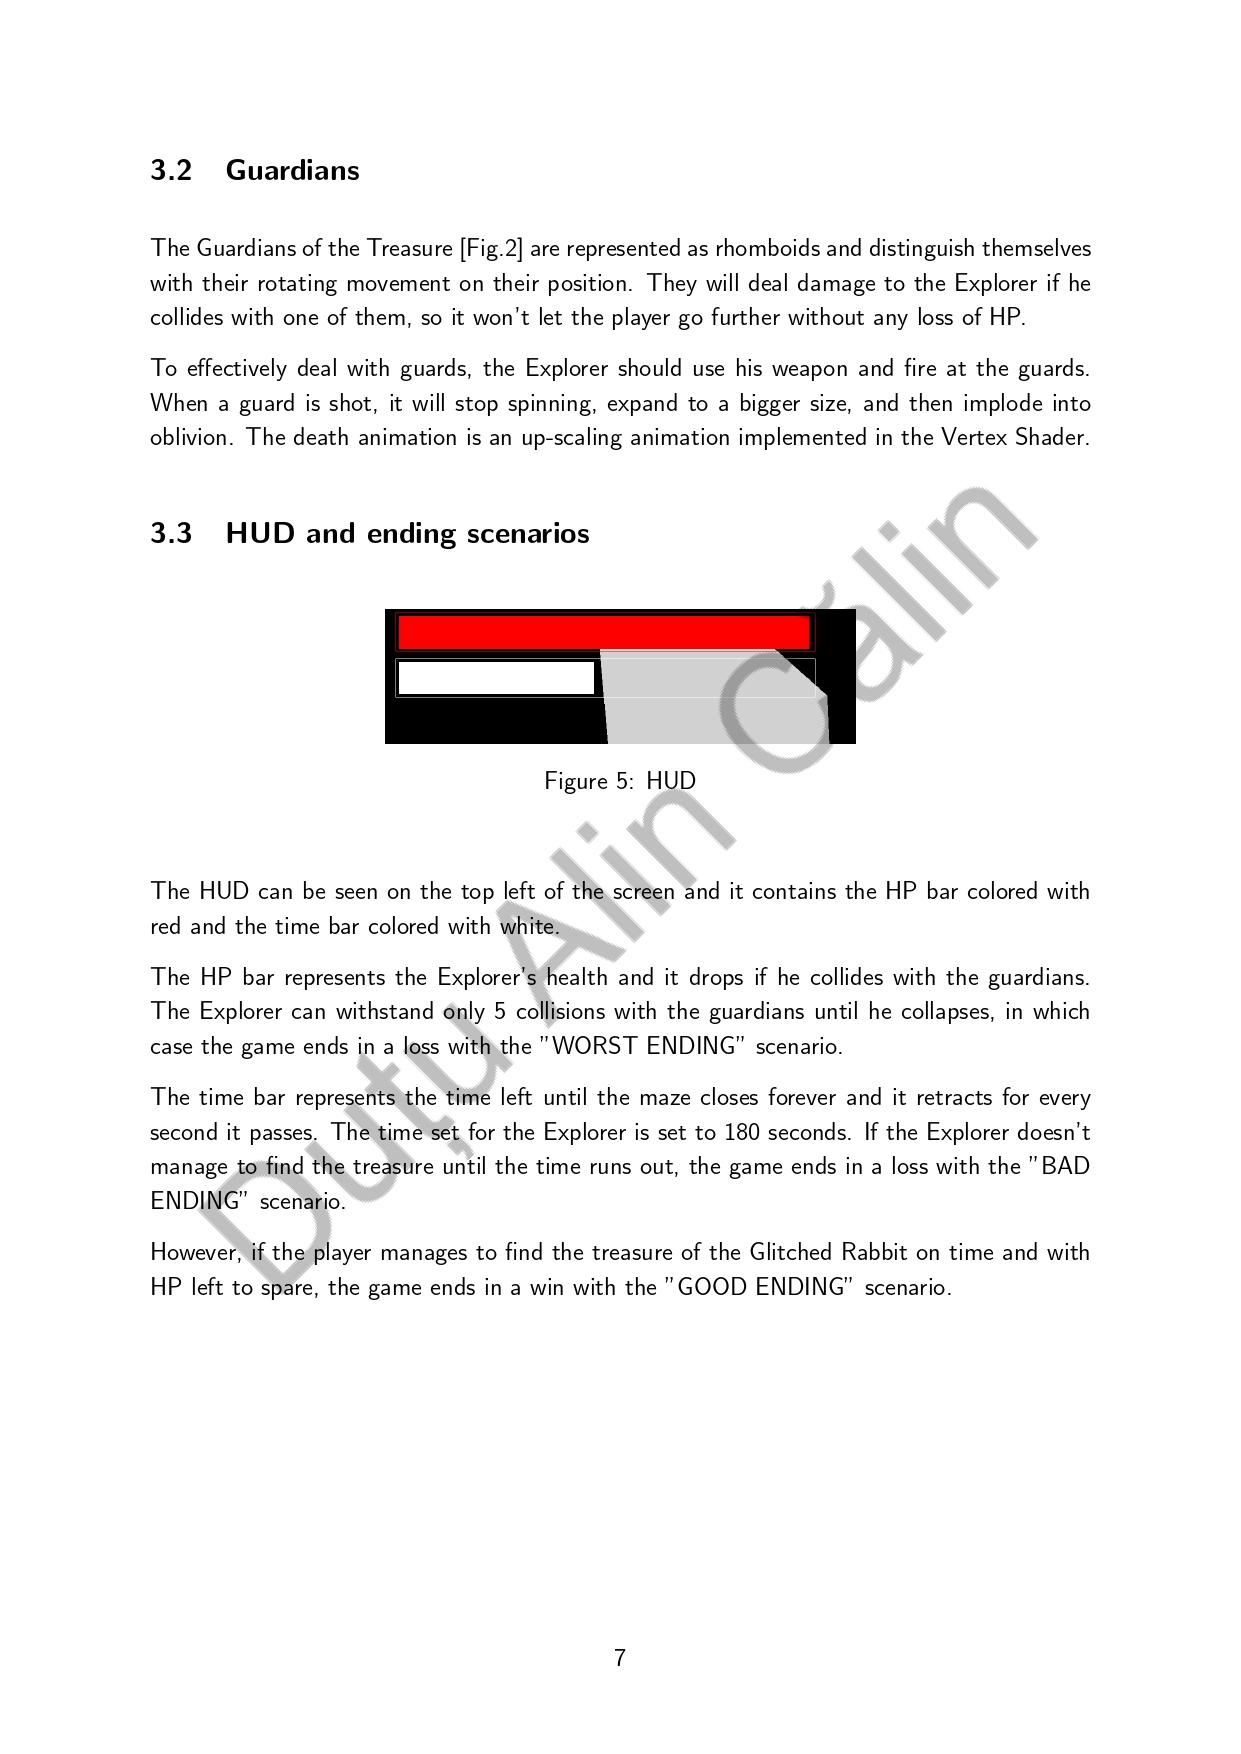 3.2 Guardians
The Guardians of the Treasure [Fig.2] are represented as rhomboids and distinguish themselves
with their rotating movement on their position. They will deal damage to the Explorer if he
collides with one of them, so it won't let the player go further without any loss of HP.
To effectively deal with guards, the Explorer should use his weapon and fire at the guards.
When a guard is shot, it will stop spinning, expand to a bigger size, and then implode into
oblivion. The death animation is an up-scaling animation implemented in the Vertex Shader.
3.3 HUD and ending scenarios
Figure 5: HUD
The HUD can be seen on the top left of the screen and it contains the HP bar colored with
red and the time bar colored with white.
The HP bar represents the Explorer's health and it drops if he collides with the guardians.
The Explorer can withstand only 5 collisions with the guardians until he collapses, in which
case the game ends in a loss with the ”WORST ENDING” scenario.
The time bar represents the time left until the maze closes forever and it retracts for every
second it passes. The time set for the Explorer is set to 180 seconds. If the Explorer doesn't
manage to find the treasure until the time runs out, the game ends in a loss with the ”BAD
ENDING” scenario.
However, if the player manages to find the treasure of the Glitched Rabbit on time and with
HP left to spare, the game ends in a win with the ”GOOD ENDING” scenario.
7
Duțu Alin Călin